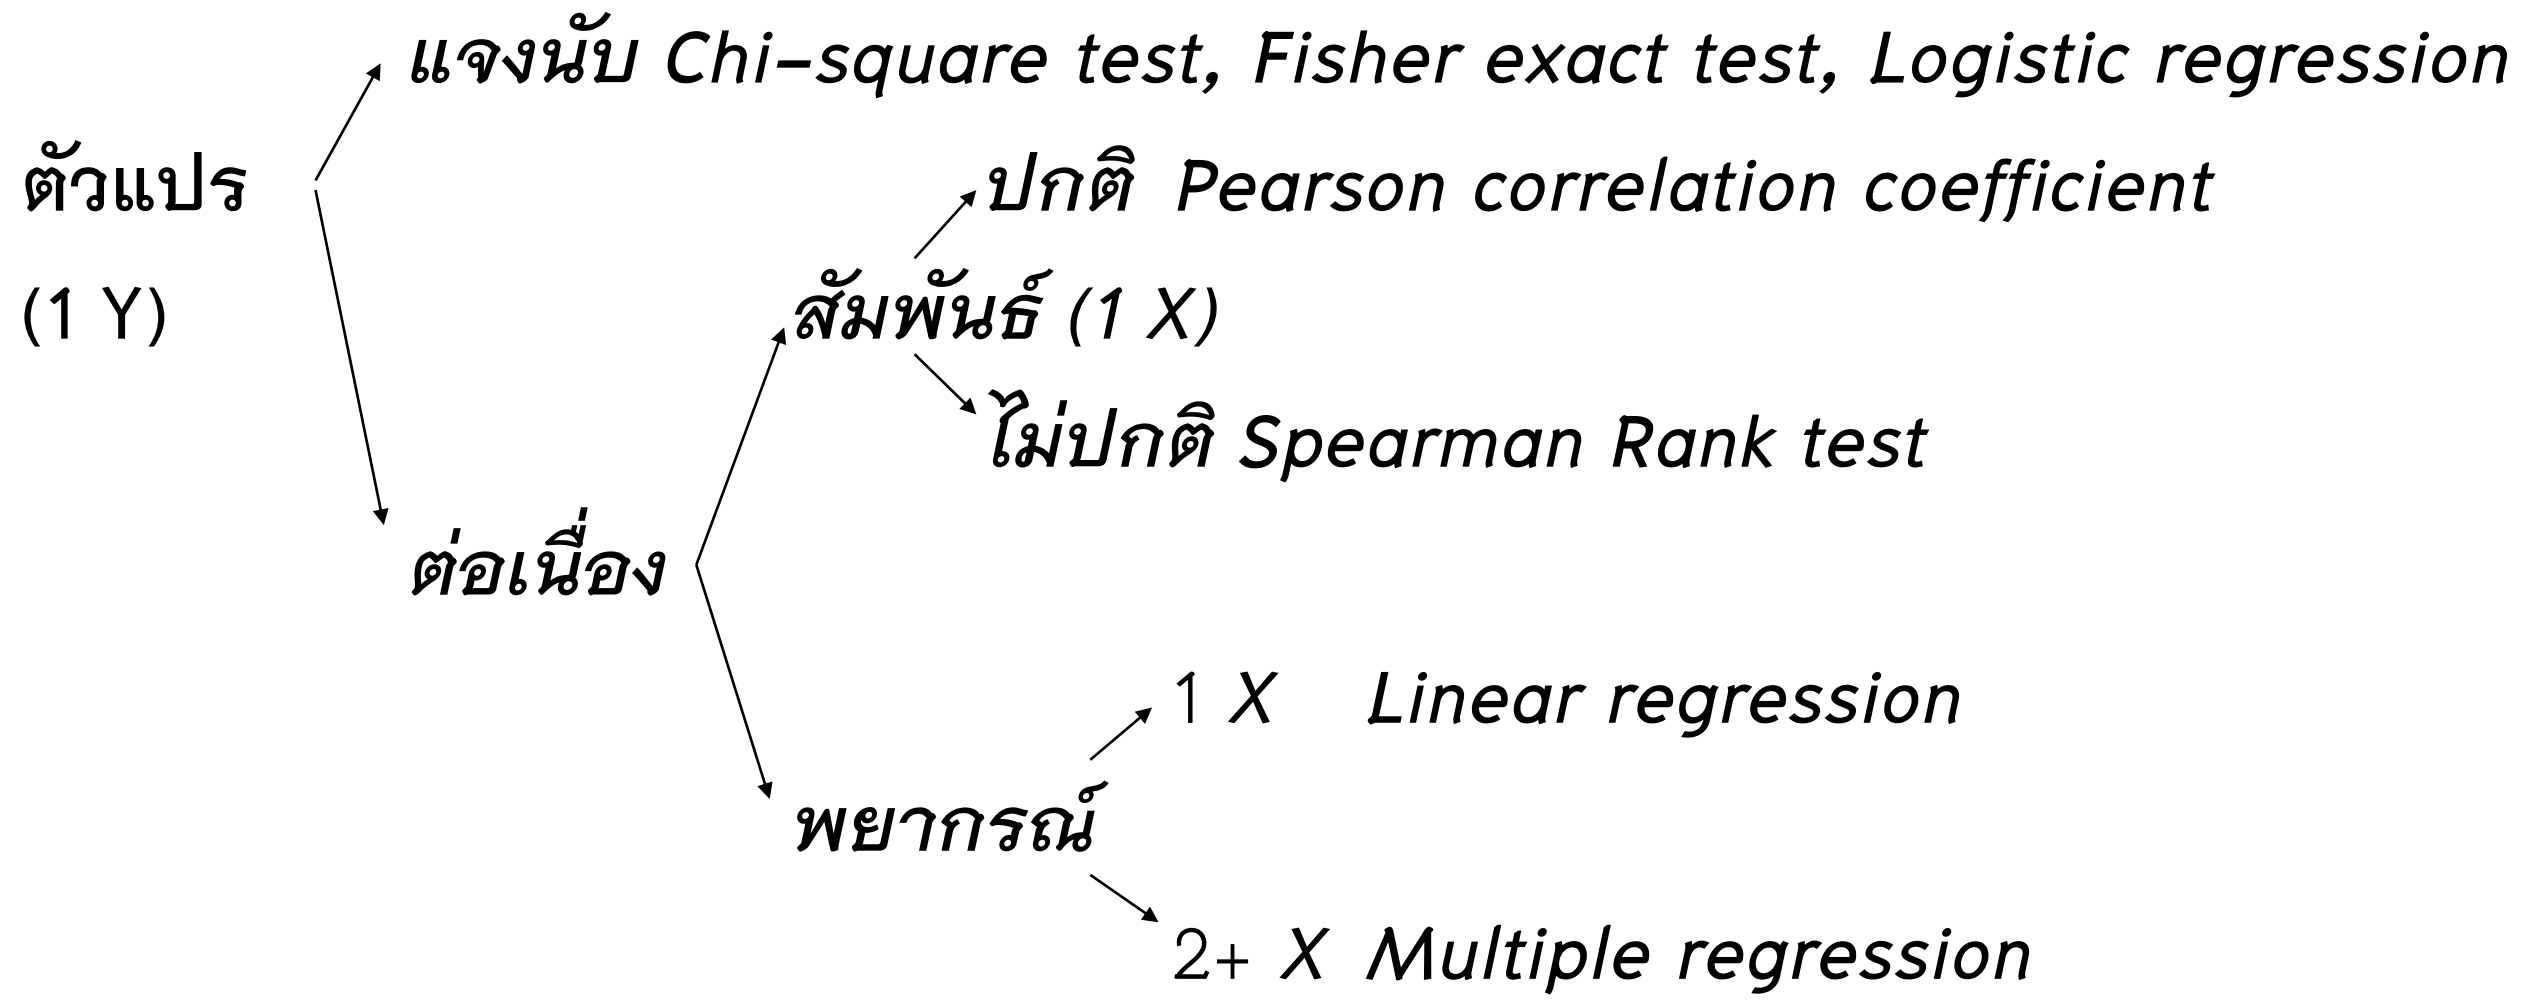 แจงนับ Chi-square test, Fisher exact test, Logistic regression
ตัวแปร
ปกติ Pearson correlation coefficient
(1 Y)
สัมพันธ์ (1 X)
ไม่ปกติ Spearman Rank test
ต่อเนื่อง
1 X Linear regression
พยากรณ์
2+ X Multiple regression